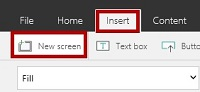 File Home Insert Content
New screen Text box Butto
Fill